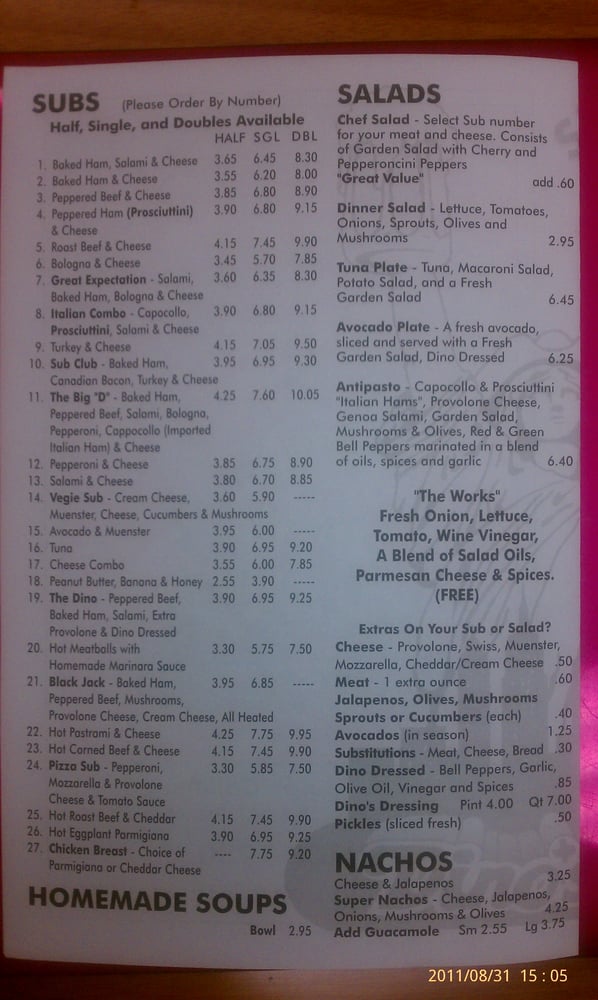 SUBS (Please Order By Number)
Half, Single, and Doubles Available
HALF SGL DBL
1. Baked Ham, Salami & Cheese 3.65 6.45 8.30
2. Baked Ham & Cheese 3.55 6.20 8.00
3. Peppered Beef & Cheese 3.85 6.80 8.90
4. Peppered Ham (Prosciuttini) 3.90 6.80 9.15
& Cheese
5. Roast Beef & Cheese 4.15 7.45 9.90
6. Bologna & Cheese 3.45 5.70 7.85
7. Great Expectation - Salami, 3.60 6.35 8.30
Baked Ham, Bologna & Cheese
8. Italian Combo - Capocollo, 3.90 6.80 9.15
Prosciuttini, Salami & Cheese
9. Turkey & Cheese 4.15 7.05 9.50
10. Sub Club - Baked Ham, 3.95 6.95 9.30
Canadian Bacon, Turkey & Cheese
11. The Big "D" - Baked Ham, 4.25 7.60 10.05
Peppered Beef, Salami, Bologna,
Pepperoni, Cappocollo (Imported
Italian Ham) & Cheese
12. Pepperoni & Cheese 3.85 6.75 8.90
13. Salami & Cheese 3.80 6.70 8.85
14. Vegie Sub - Cream Cheese, 3.60 5.90 -----
Muenster, Cheese, Cucumbers & Mushrooms
15. Avocado & Muenster 3.95 6.00 -----
16. Tuna 3.90 6.95 9.20
17. Cheese Combo 3.55 6.00 7.85
18. Peanut Butter, Banana & Honey 2.55 3.90 -----
19. The Dino - Peppered Beef, 3.90 6.95 9.25
Baked Ham, Salami, Extra
Provolone & Dino Dressed
20. Hot Meatballs with 3.30 5.75 7.50
Homemade Marinara Sauce
21. Black Jack - Baked Ham, 3.95 6.85 -----
Peppered Beef, Mushrooms,
Provolone Cheese, Cream Cheese, All Heated
22. Hot Pastrami & Cheese 4.25 7.75 9.95
23. Hot Corned Beef & Cheese 4.15 7.45 9.90
24. Pizza Sub - Pepperoni, 3.30 5.85 7.50
Mozzarella & Provolone
Cheese & Tomato Sauce
25. Hot Roast Beef & Cheddar 4.15 7.45 9.90
26. Hot Eggplant Parmigiana 3.90 6.95 9.25
27. Chicken Breast - Choice of ---- 7.75 9.20
Parmigiana or Cheddar Cheese
HOMEMADE SOUPS
Bowl 2.95
SALADS
Chef Salad - Select Sub number
for your meat and cheese. Consists
of Garden Salad with Cherry and
Pepperoncini Peppers
"Great Value" add .60
Dinner Salad - Lettuce, Tomatoes,
Onions, Sprouts, Olives and
Mushrooms 2.95
Tuna Plate - Tuna, Macaroni Salad,
Potato Salad, and a Fresh
Garden Salad 6.45
Avocado Plate - A fresh avocado,
sliced and served with a Fresh
Garden Salad, Dino Dressed 6.25
Antipasto - Capocollo & Prosciuttini
"Italian Hams", Provolone Cheese,
Genoa Salami, Garden Salad,
Mushrooms & Olives, Red & Green
Bell Peppers marinated in a blend
of oils, spices and garlic 6.40
"The Works"
Fresh Onion, Lettuce,
Tomato, Wine Vinegar,
A Blend of Salad Oils,
Parmesan Cheese & Spices.
(FREE)
Extras On Your Sub or Salad?
Cheese - Provolone, Swiss, Muenster,
Mozzarella, Cheddar/Cream Cheese .50
Meat - 1 extra ounce .60
Jalapenos, Olives, Mushrooms
Sprouts or Cucumbers (each) .40
Avocados (in season) 1.25
Substitutions - Meat, Cheese, Bread .30
Dino Dressed - Bell Peppers, Garlic,
Olive Oil, Vinegar and Spices .85
Dino's Dressing Pint 4.00 Qt 7.00
Pickles (sliced fresh) .50
NACHOS
Cheese & Jalapenos 3.25
Super Nachos - Cheese, Jalapenos,
Onions, Mushrooms & Olives 4.25
Add Guacamole Sm 2.55 Lg 3.75
2011/08/31 15:05